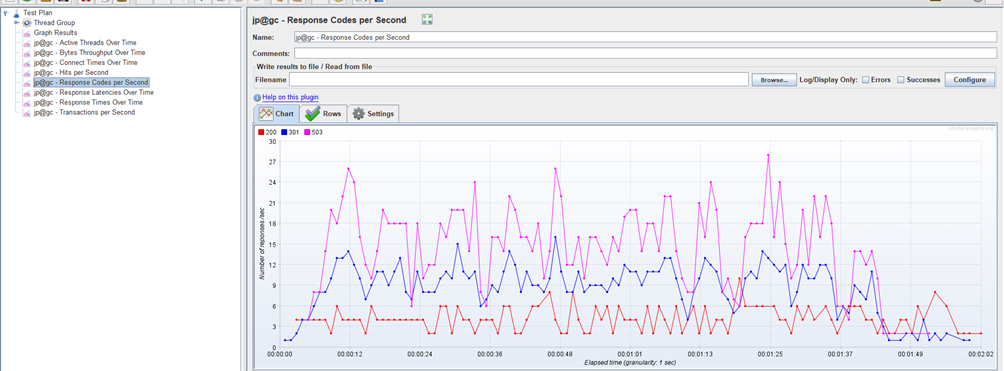 Test Plan
Thread Group
Graph Results
jp@gc - Active Threads Over Time
jp@gc - Bytes Throughput Over Time
jp@gc - Connect Times Over Time
jp@gc - Hits per Second
jp@gc - Response Codes per Second
jp@gc - Response Latencies Over Time
jp@gc - Response Times Over Time
jp@gc - Transactions per Second
jp@gc - Response Codes per Second
Name: jp@gc - Response Codes per Second
Comments:
Write results to file / Read from file
Filename Browse... Log/Display Only: Errors Successes Configure
Help on this plugin
Chart Rows Settings
200 301 503
30
27
24
21
18
15
12
9
6
3
0
Number of reponses /sec
00:00:00 00:00:12 00:00:24 00:00:36 00:00:48 00:01:01 00:01:13 00:01:25 00:01:37 00:01:49 00:02:02
Elapsed time (granularity: 1 sec)